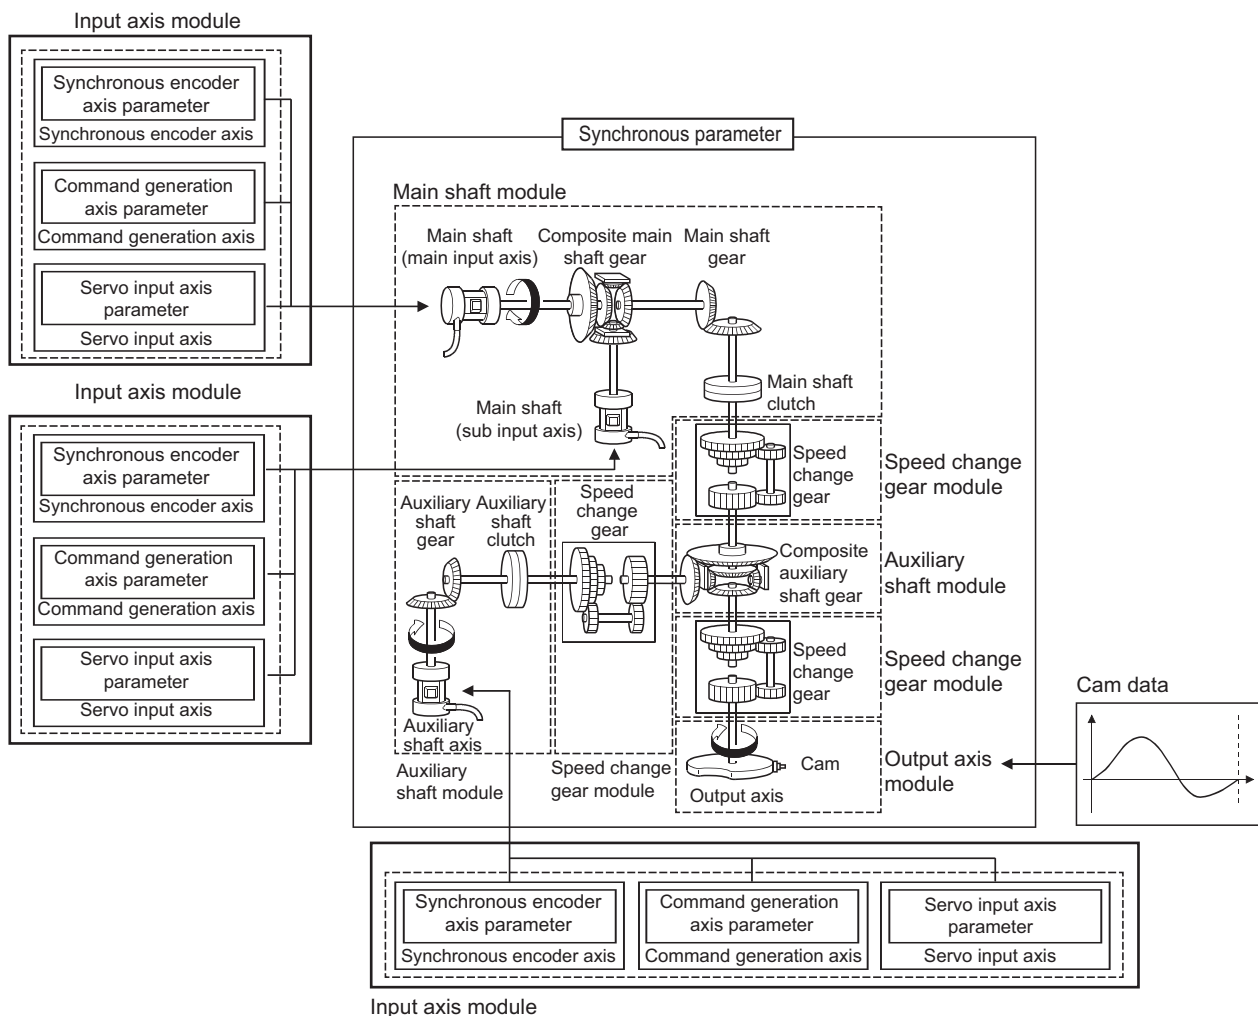 Input axis module
Synchronous encoder
axis parameter
Synchronous encoder axis
Command generation
axis parameter
Command generation axis
Servo input axis
parameter
Servo input axis
Input axis module
Synchronous encoder
axis parameter
Synchronous encoder axis
Command generation
axis parameter
Command generation axis
Servo input axis
axis parameter
Servo input axis
Synchronous parameter
Main shaft module
Main shaft
(main input axis)
Composite main
shaft gear
Main shaft
gear
Main shaft
clutch
Main shaft
(sub input axis)
Speed
change
gear
Speed change
gear module
Auxiliary
shaft
gear
Auxiliary
shaft
clutch
Speed
change
gear
Composite
auxiliary
shaft gear
Auxiliary
shaft module
Speed
change
gear
Speed change
gear module
Auxiliary
shaft axis
Auxiliary
shaft module
Speed change
gear module
Cam
Output axis
Output axis
module
Cam data
Synchronous encoder
axis parameter
Synchronous encoder axis
Command generation
axis parameter
Command generation axis
Servo input axis
parameter
Servo input axis
Input axis module